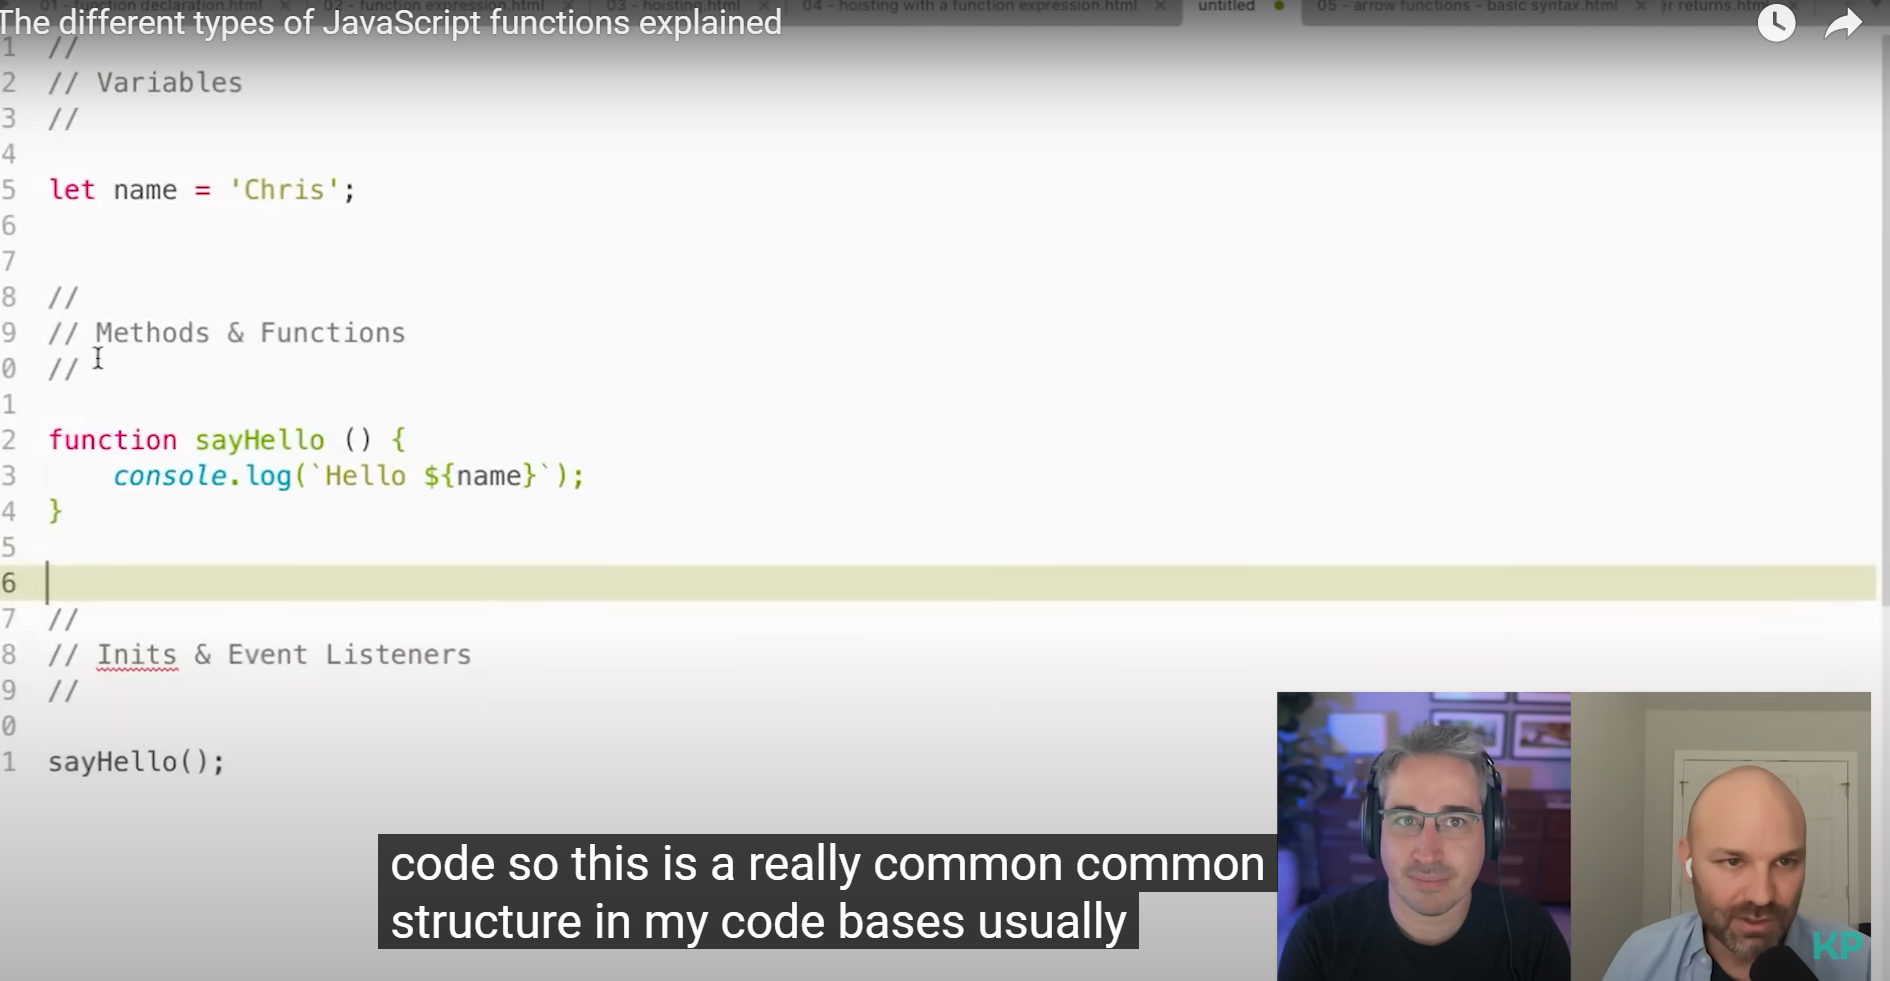 01 - function declaration.html × 02 - function expression.html × 03 - hoisting.html × 04 - hoisting with a function expression.html × untitled 05 - arrow functions - basic syntax.html × r returns.htm
The different types of JavaScript functions explained
1 //
2 // Variables
3 //
4
5 let name = 'Chris';
6
7
8 //
9 // Methods & Functions
0 //
1
2 function sayHello () {
3     console.log(`Hello ${name}`);
4 }
5
6
7 //
8 // Inits & Event Listeners
9 //
0
1 sayHello();
code so this is a really common common
structure in my code bases usually
KP